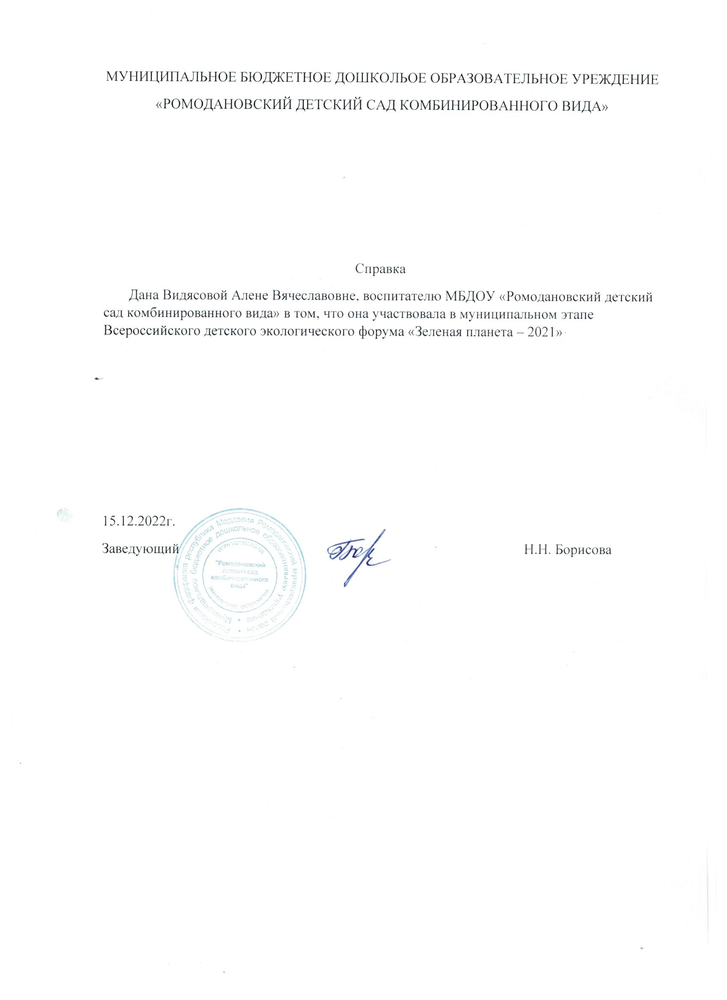 МУНИЦИПАЛЬНОЕ БЮДЖЕТНОЕ ДОШКОЛЬОЕ ОБРАЗОВАТЕЛЬНОЕ УРЕЖДЕНИЕ
«РОМОДАНОВСКИЙ ДЕТСКИЙ САД КОМБИНИРОВАННОГО ВИДА»
Справка
Дана Видясовой Алене Вячеславовне, воспитателю МБДОУ «Ромодановский детский
сад комбинированного вида» в том, что она участвовала в муниципальном этапе
Всероссийского детского экологического форума «Зеленая планета – 2021»
15.12.2022г.
Заведующий
Н.Н. Борисова
Российская федерация республика Мордовия Ромодановский муниципальный район
Муниципальное бюджетное дошкольное образовательное учреждение
ОГРН
"Ромодановский
детский сад
комбинированного
вида"